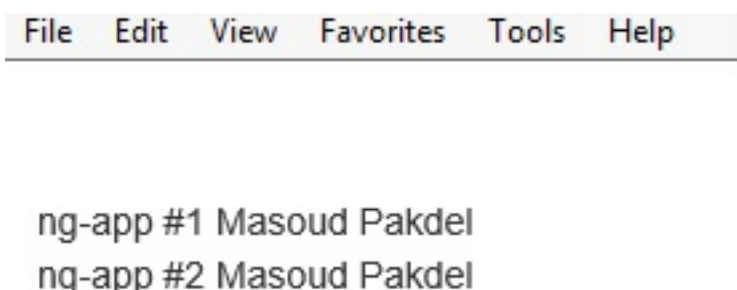 File Edit View Favorites Tools Help
ng-app #1 Masoud Pakdel
ng-app #2 Masoud Pakdel